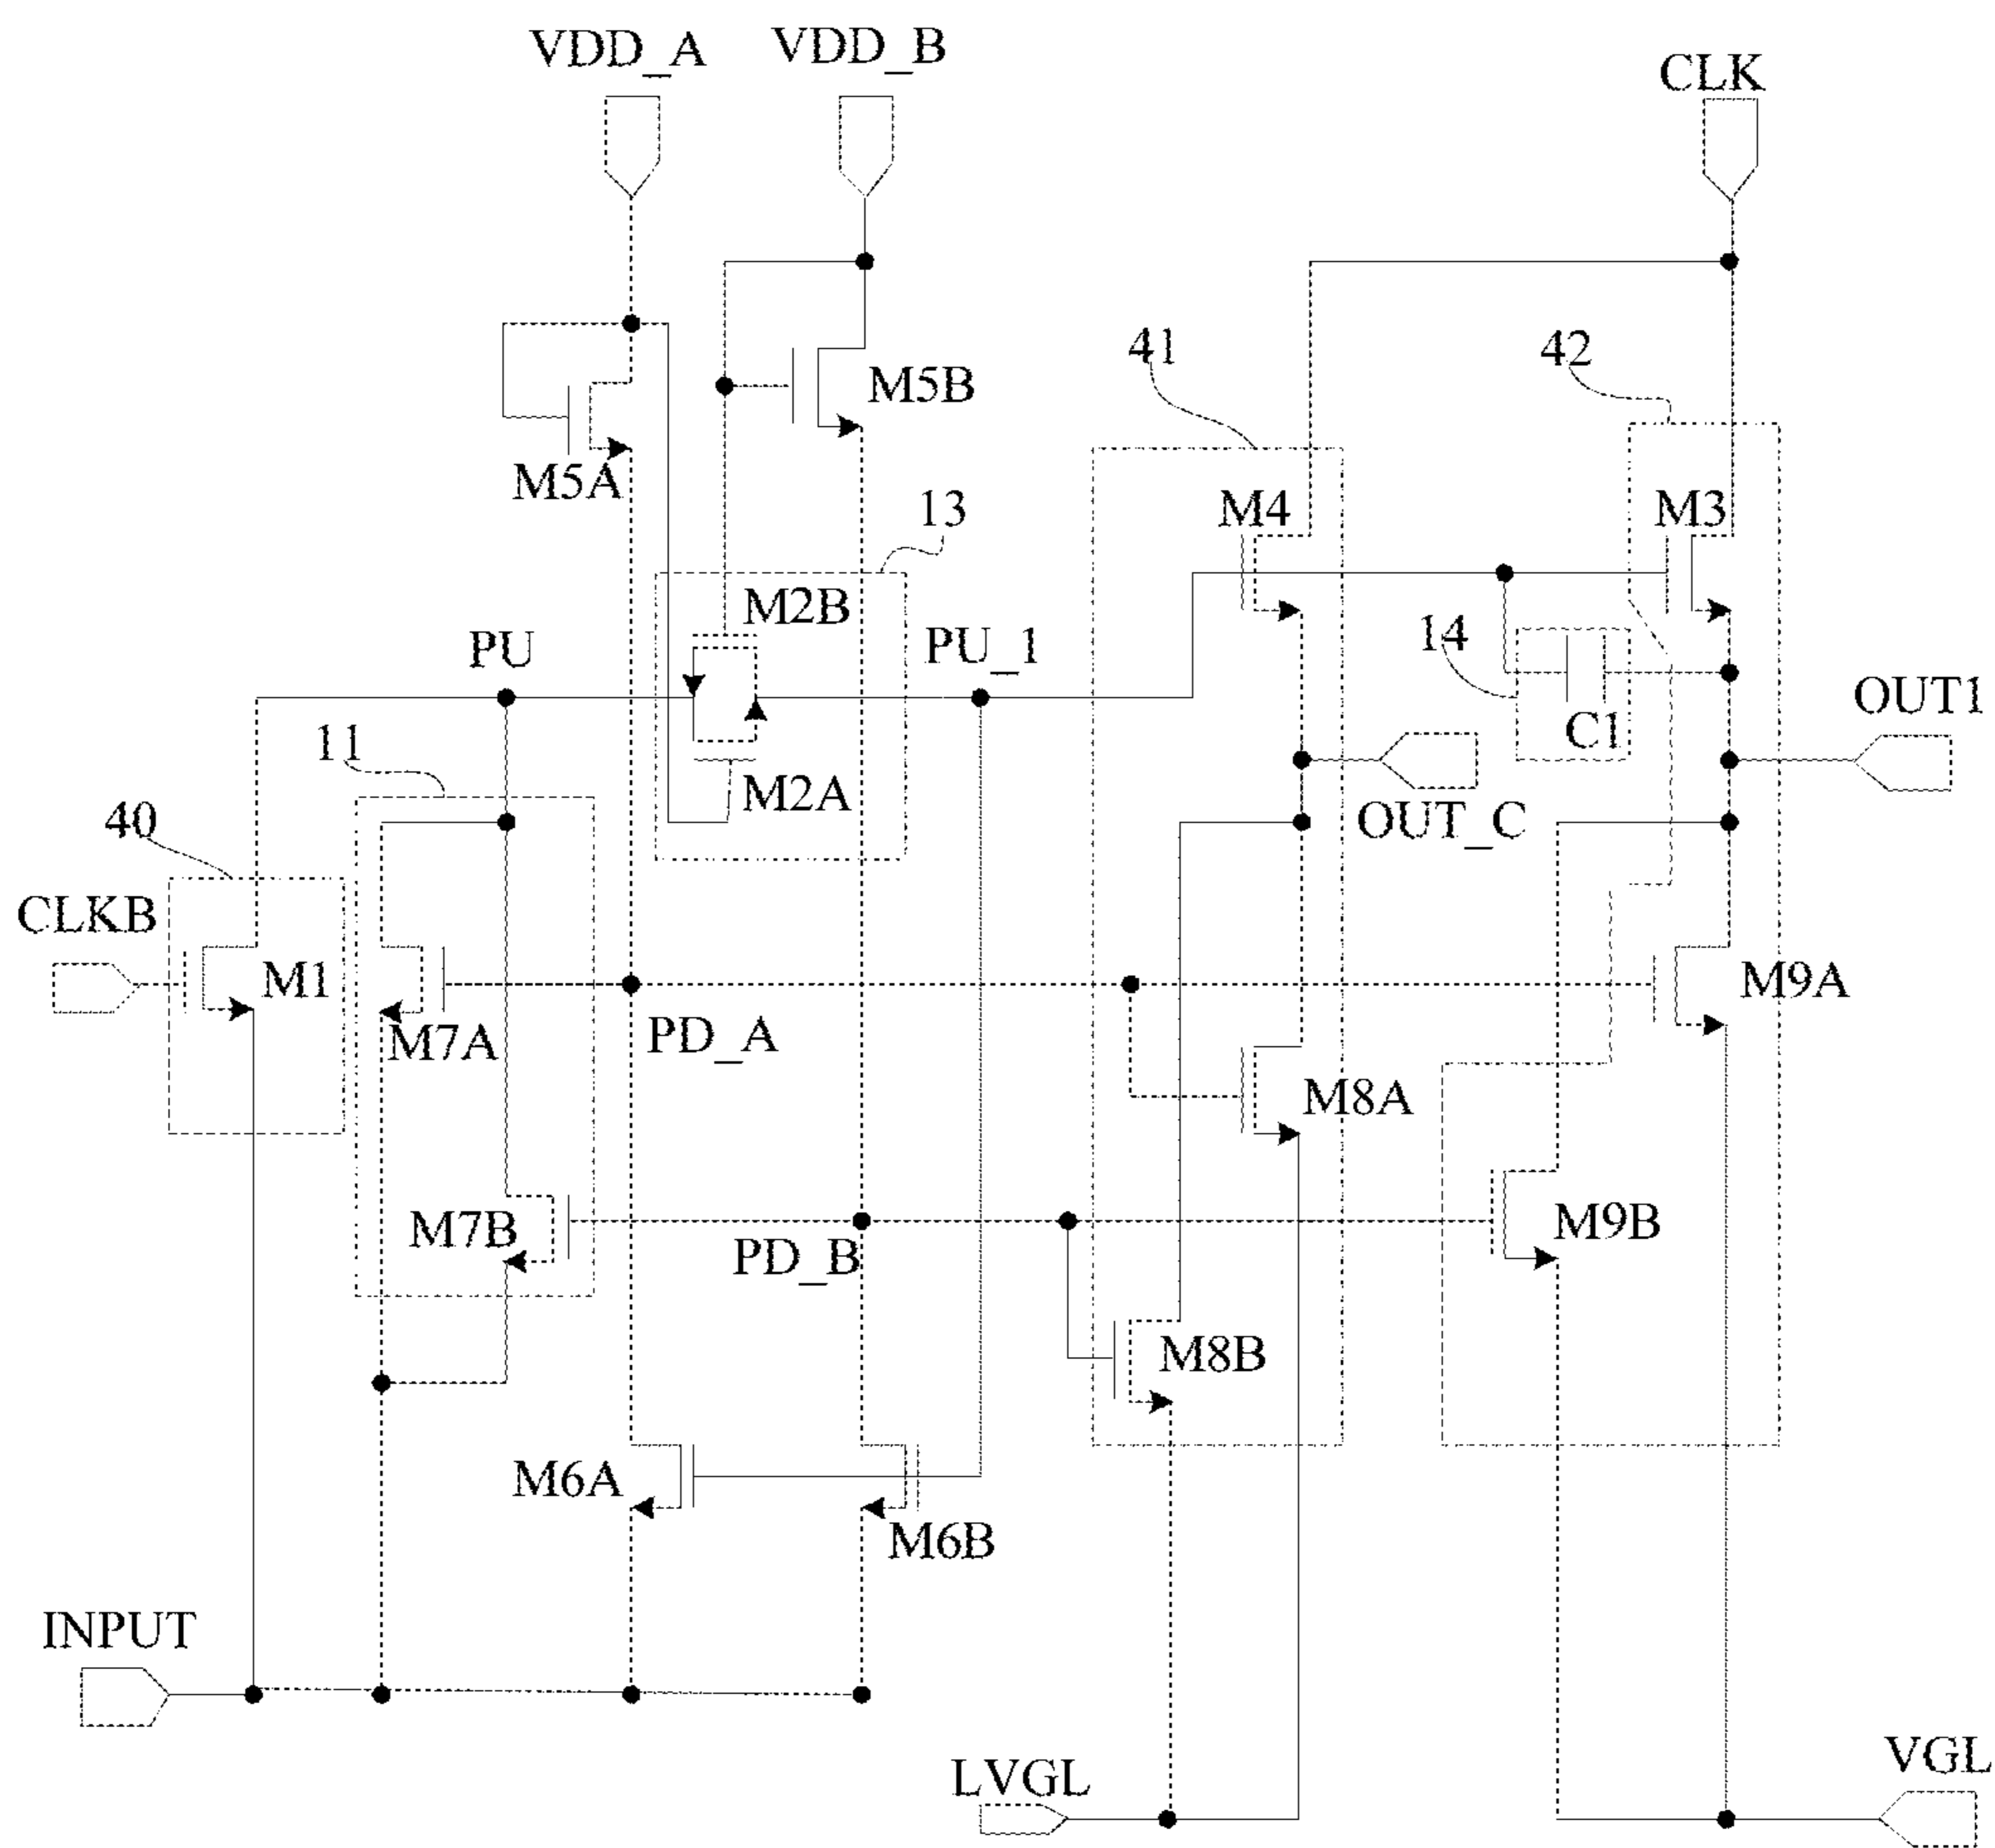 VDD_A
VDD_B
CLK
41
42
M5B
M5A
13
M4
M3
M2B
PU
PU_1
14
OUT1
C1
11
M2A
40
OUT_C
CLKB
M1
M7A
PD_A
M9A
M8A
M7B
PD_B
M9B
M8B
M6A
M6B
INPUT
LVGL
VGL